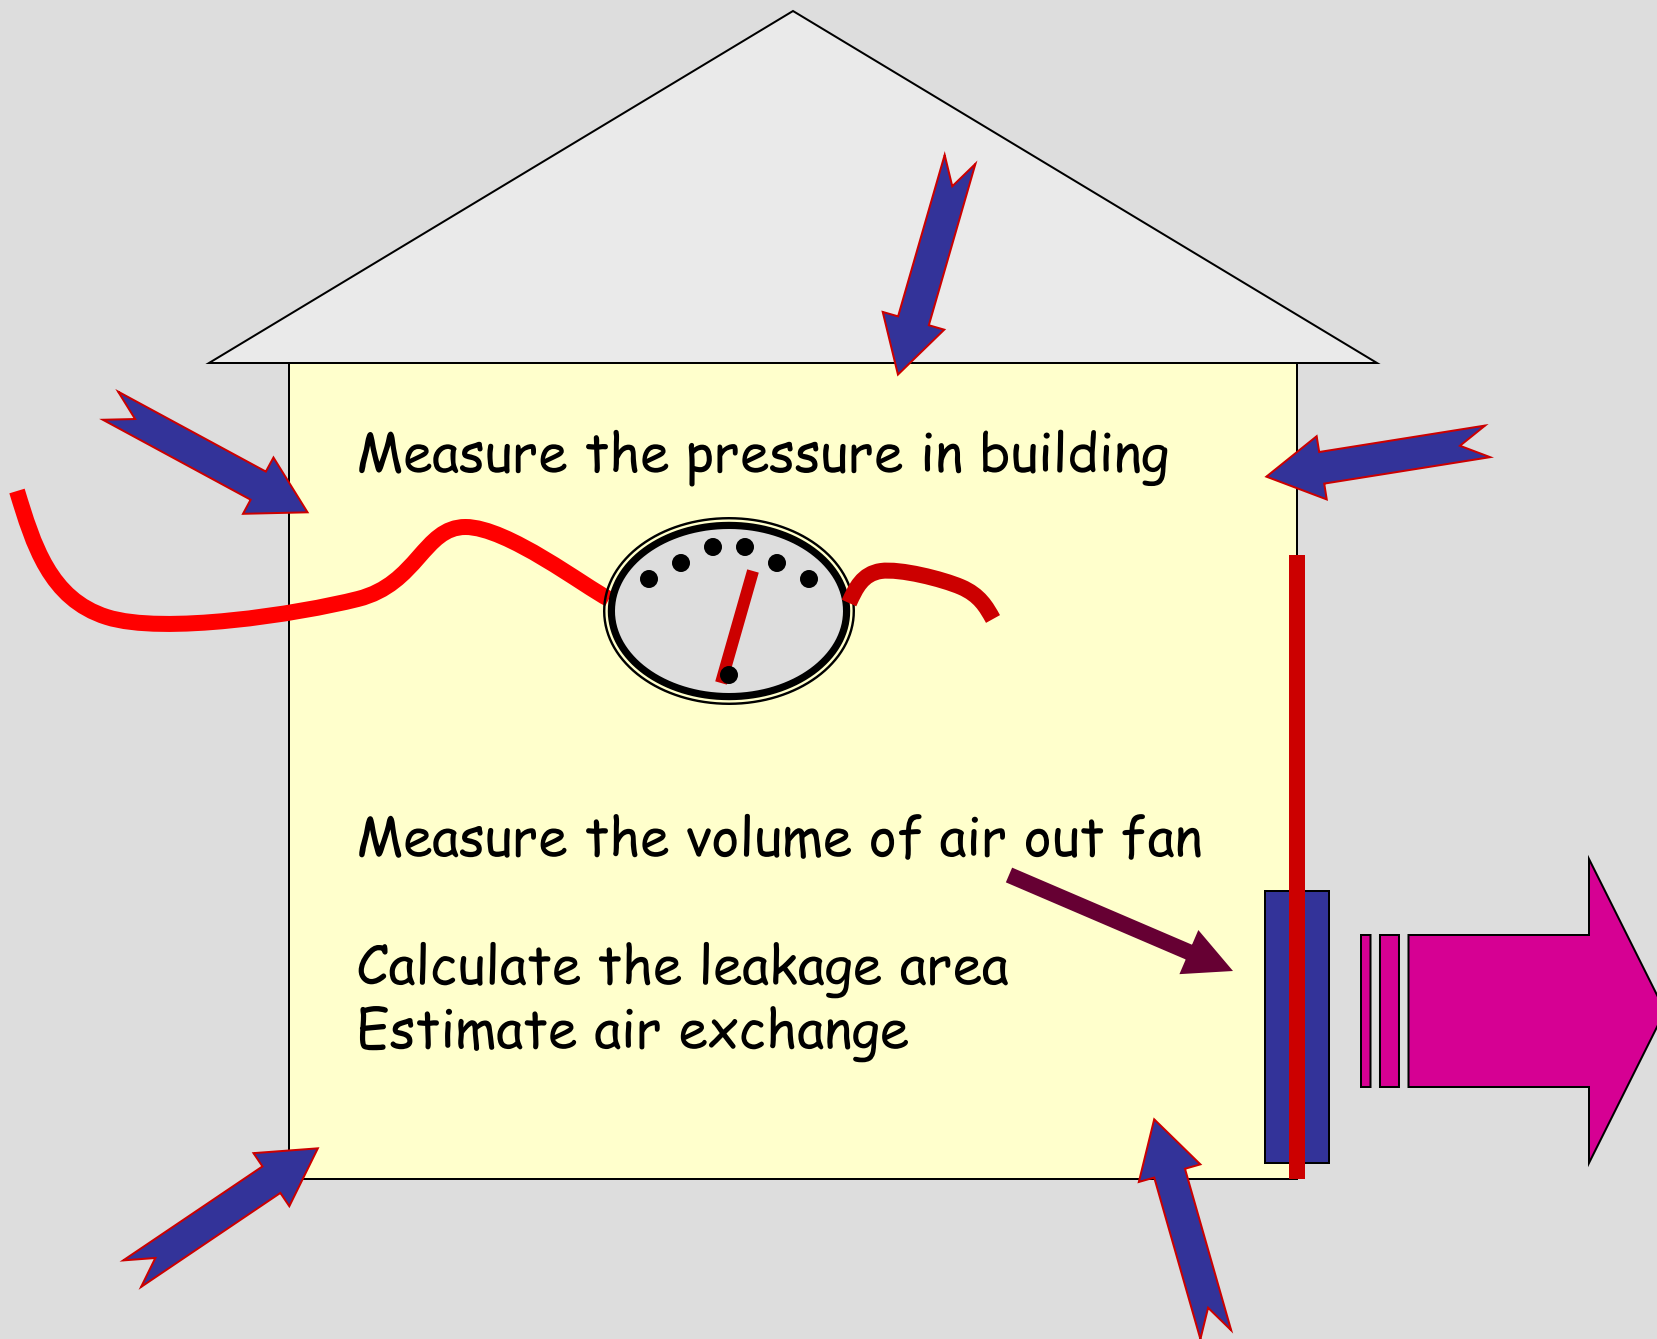 Measure the pressure in building
Measure the volume of air out fan
Calculate the leakage area
Estimate air exchange